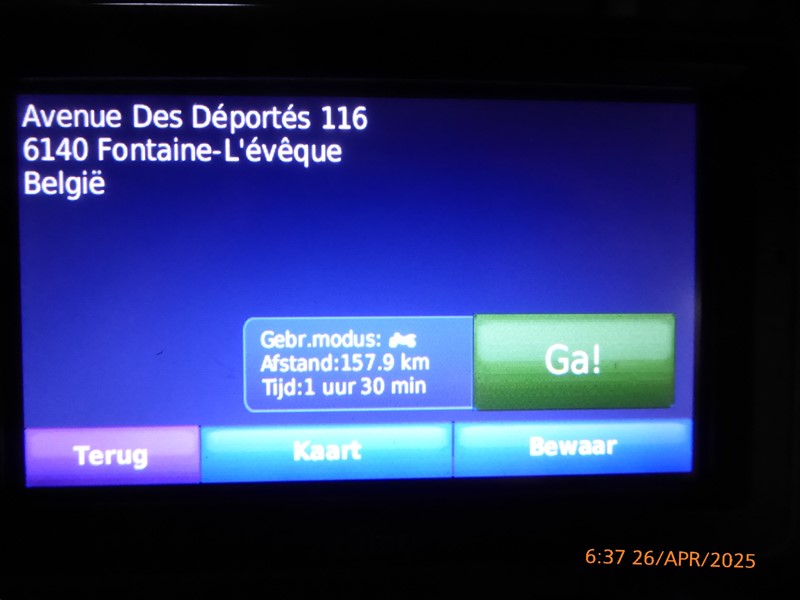 Avenue Des Déportés 116
6140 Fontaine-L'évêque
België
Gebr.modus:
Afstand:157.9 km
Tijd:1 uur 30 min
Ga!
Terug
Kaart
Bewaar
6:37 26/APR/2025